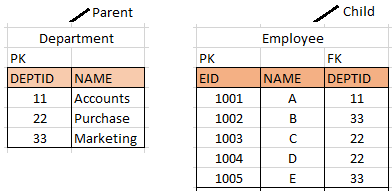 Parent
Child
Department
Employee
PK
PK FK
DEPTID NAME
EID NAME DEPTID
11 Accounts
1001 A 11
22 Purchase
1002 B 33
33 Marketing
1003 C 22
1004 D 22
1005 E 33